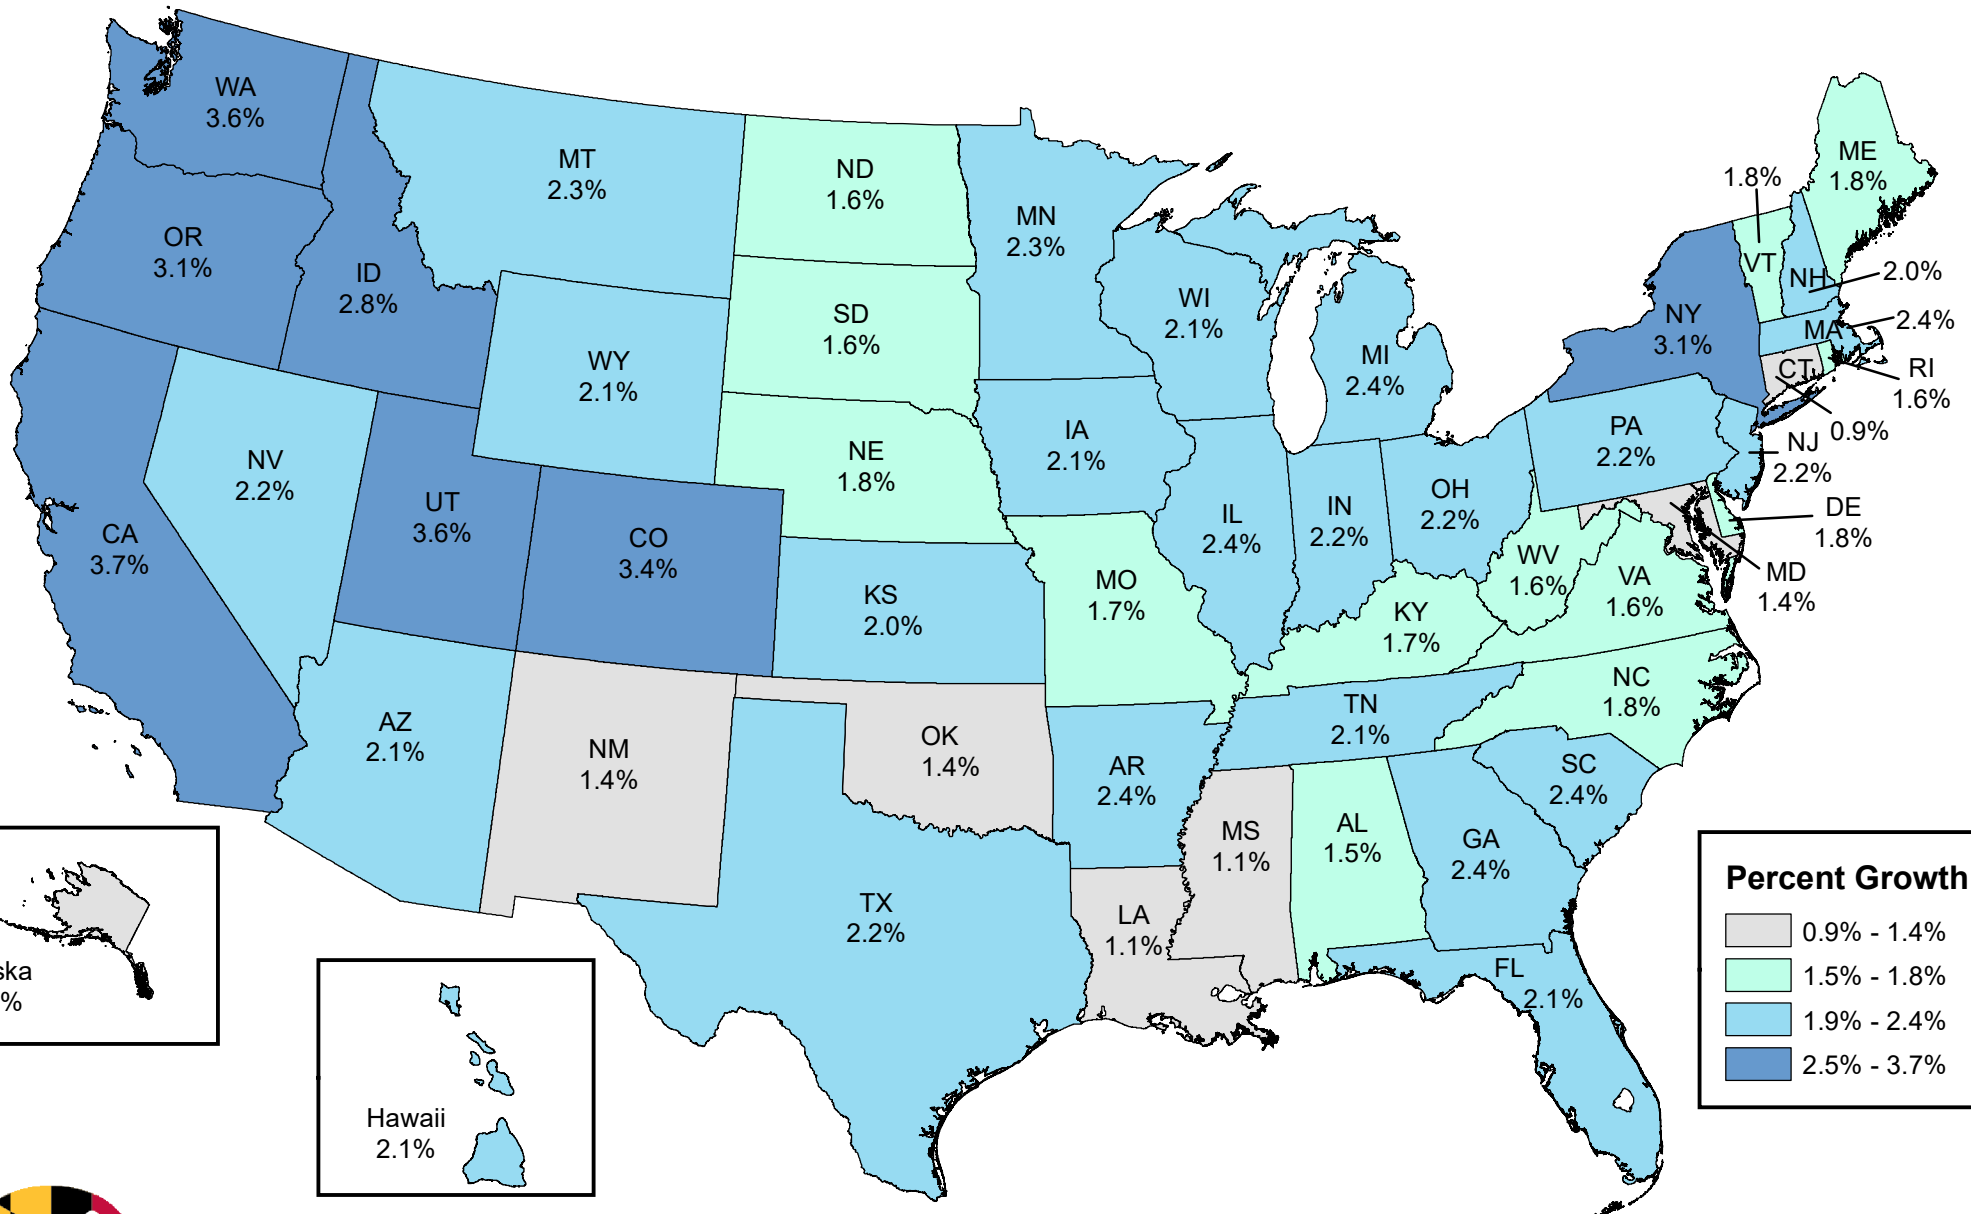 WA
3.6%
OR
3.1%
ID
2.8%
MT
2.3%
WY
2.1%
ND
1.6%
SD
1.6%
NE
1.8%
MN
2.3%
WI
2.1%
MI
2.4%
IA
2.1%
NV
2.2%
UT
3.6%
CO
3.4%
CA
3.7%
KS
2.0%
MO
1.7%
IL
2.4%
IN
2.2%
OH
2.2%
PA
2.2%
NY
3.1%
1.8%
VT
ME
1.8%
NH
2.0%
MA
2.4%
RI
1.6%
CT
0.9%
NJ
2.2%
DE
1.8%
MD
1.4%
WV
1.6%
VA
1.6%
KY
1.7%
NC
1.8%
TN
2.1%
SC
2.4%
AZ
2.1%
NM
1.4%
OK
1.4%
AR
2.4%
MS
1.1%
AL
1.5%
GA
2.4%
TX
2.2%
LA
1.1%
FL
2.1%
ska
%
Hawaii
2.1%
Percent Growth
0.9% - 1.4%
1.5% - 1.8%
1.9% - 2.4%
2.5% - 3.7%